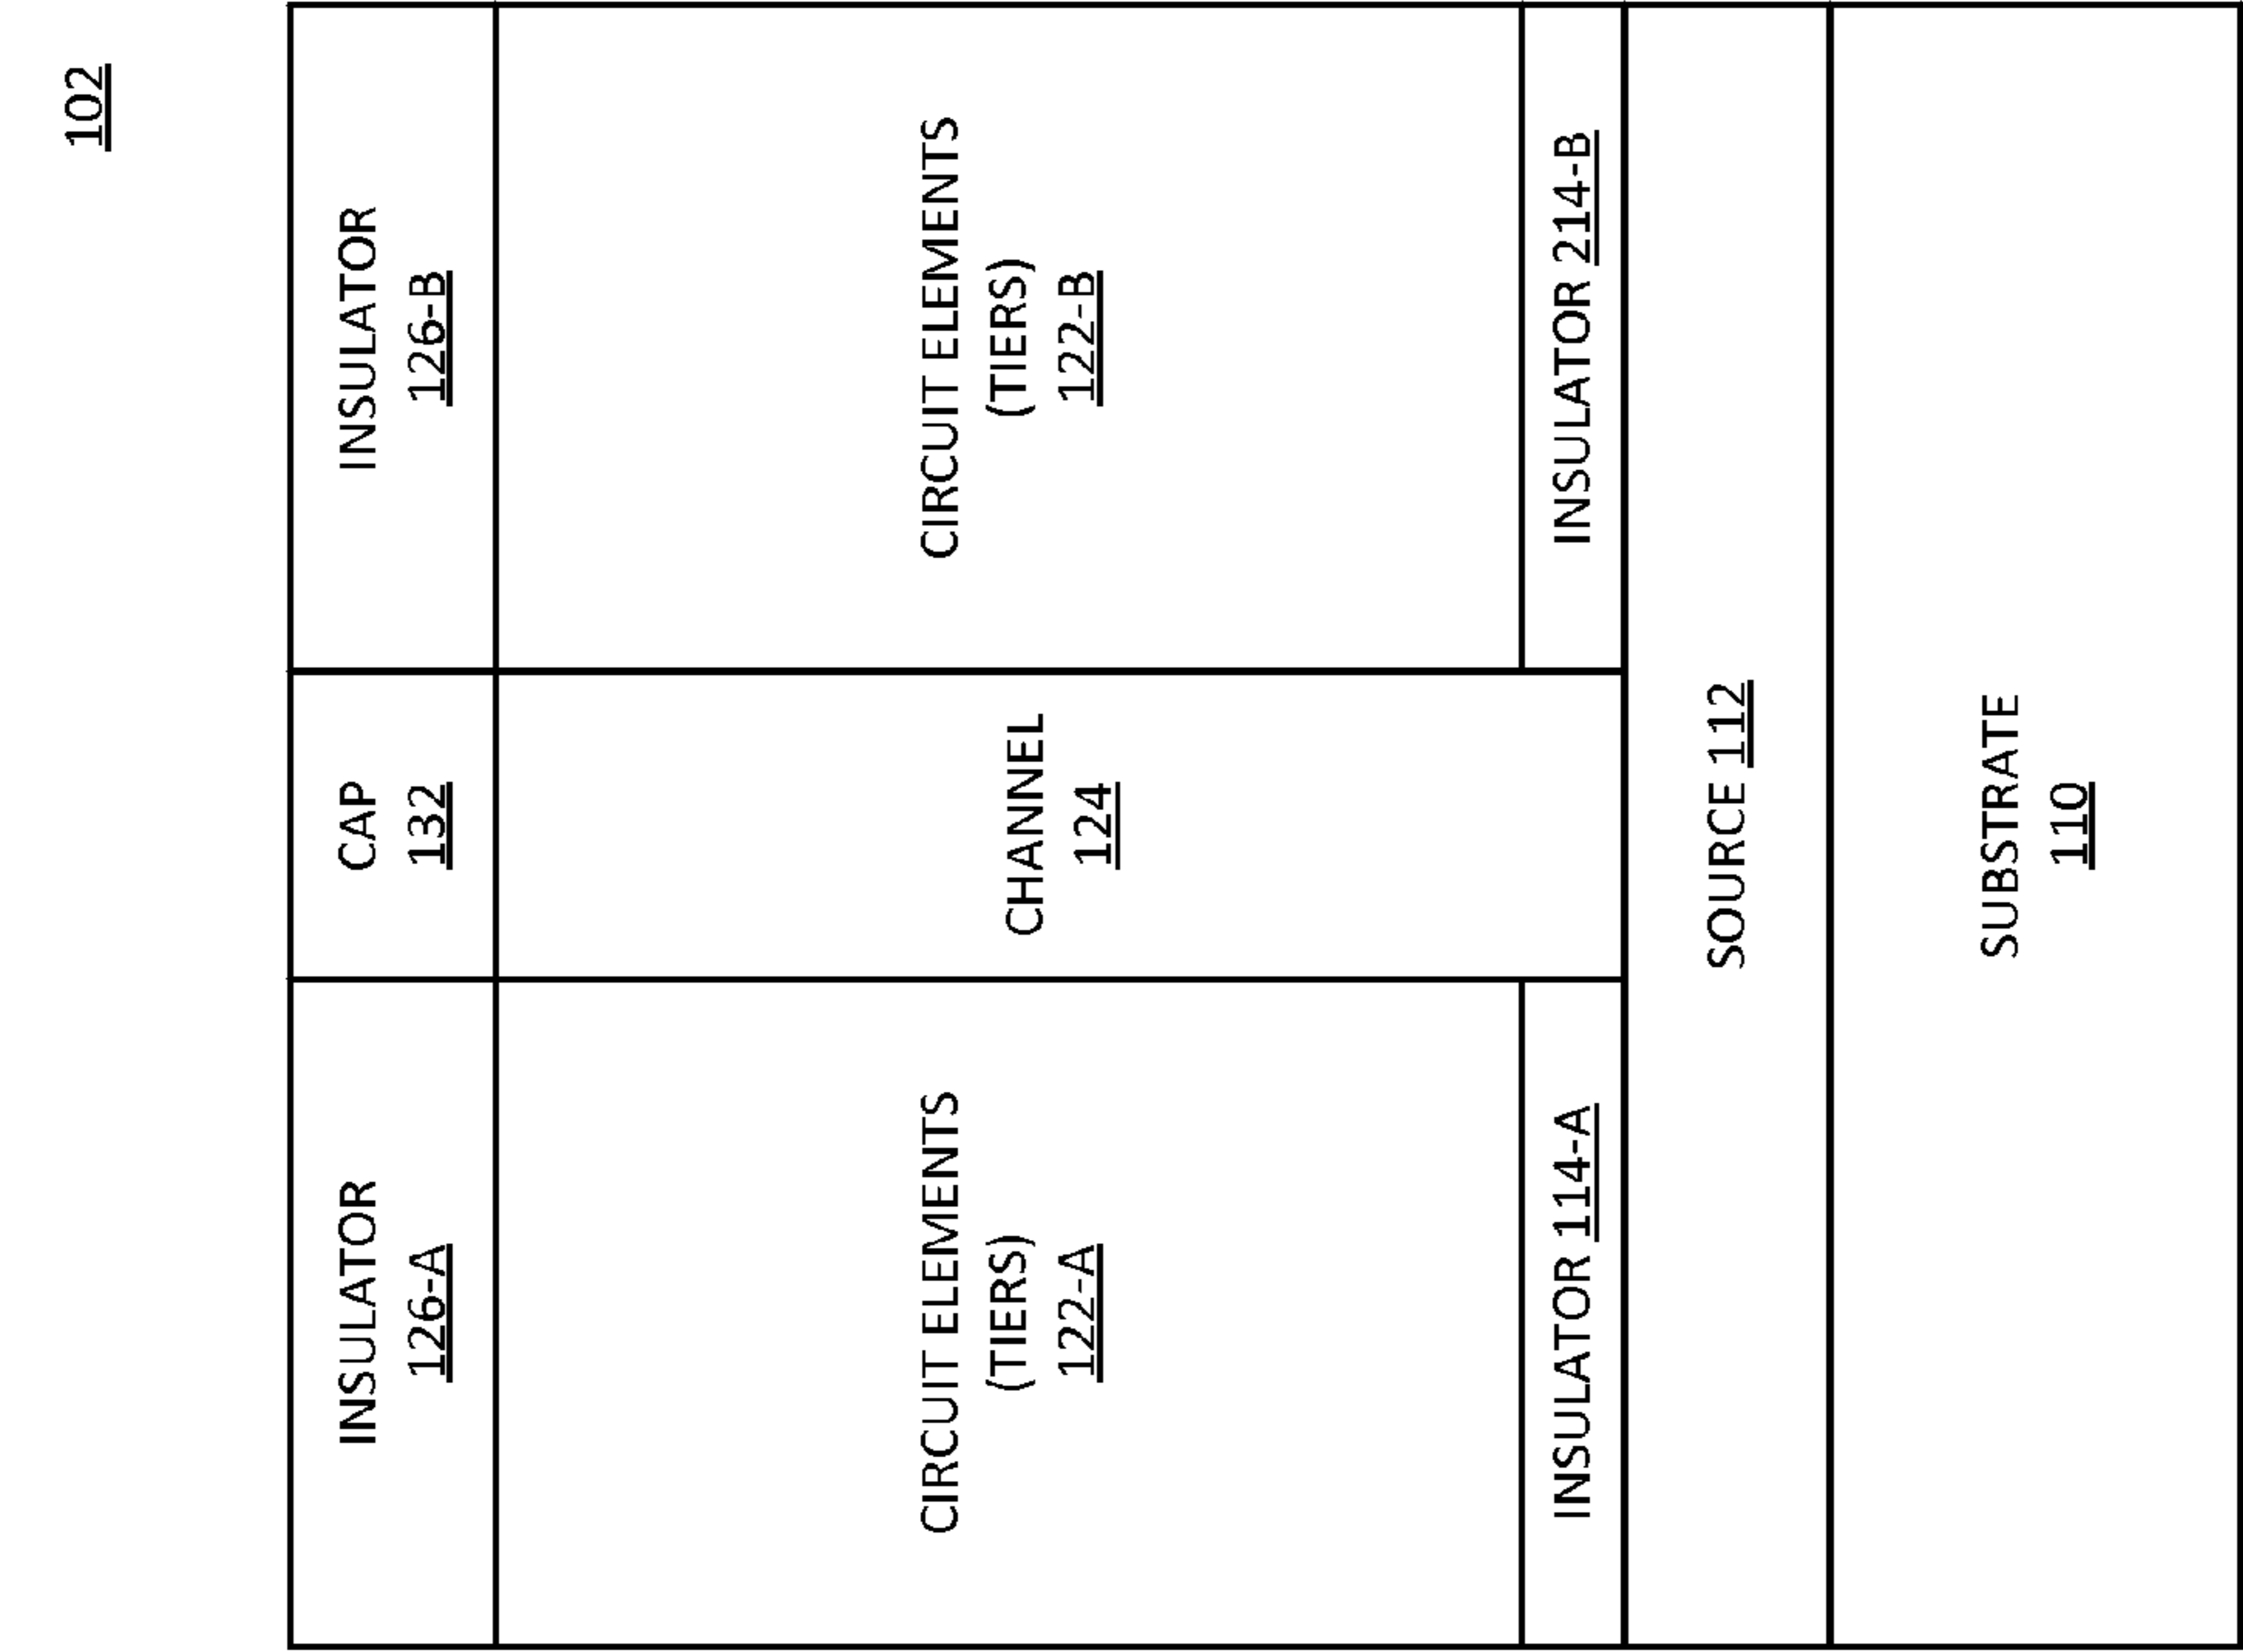 102
INSULATOR
126-A
CAP
132
INSULATOR
126-B
CIRCUIT ELEMENTS
(TIERS)
122-A
CHANNEL
124
CIRCUIT ELEMENTS
(TIERS)
122-B
INSULATOR 114-A
INSULATOR 214-B
SOURCE 112
SUBSTRATE
110